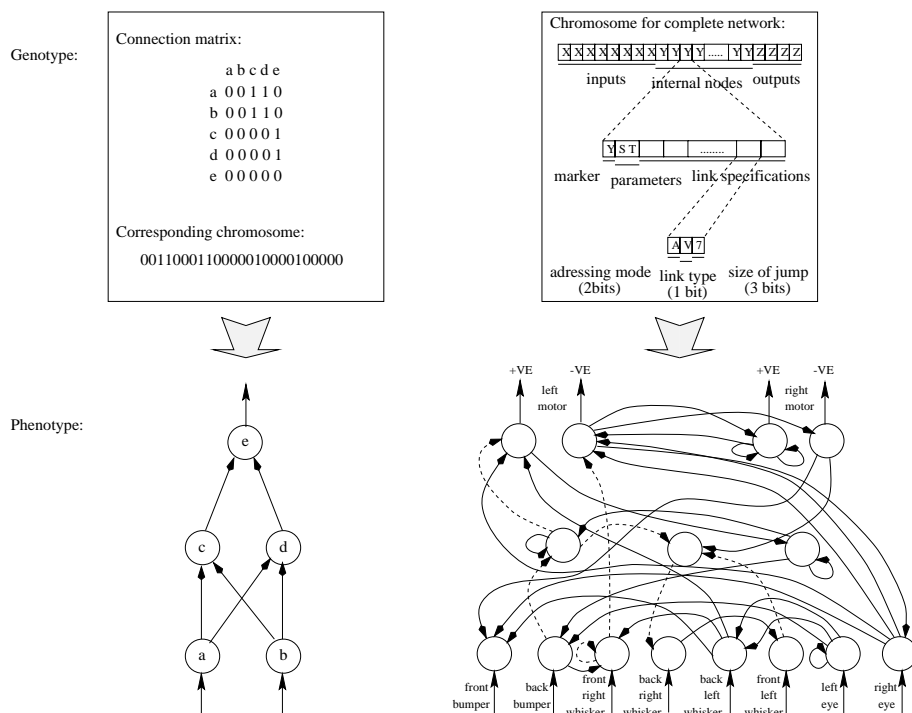 Genotype:
Connection matrix:
a b c d e
a 0 0 1 1 0
b 0 0 1 1 0
c 0 0 0 0 1
d 0 0 0 0 1
e 0 0 0 0 0
Corresponding chromosome:
0011000110000010000100000
Chromosome for complete network:
X X X X X X X X Y Y Y Y ..... Y Y Z Z Z Z
inputs internal nodes outputs
Y S T ........
marker parameters link specifications
A V 7
adressing mode (2bits)
link type (1 bit)
size of jump (3 bits)
Phenotype:
e
c d
a b
+VE -VE +VE -VE
left motor
right motor
front bumper
back bumper
front right whisker
back right whisker
back left whisker
front left whisker
left eye
right eye